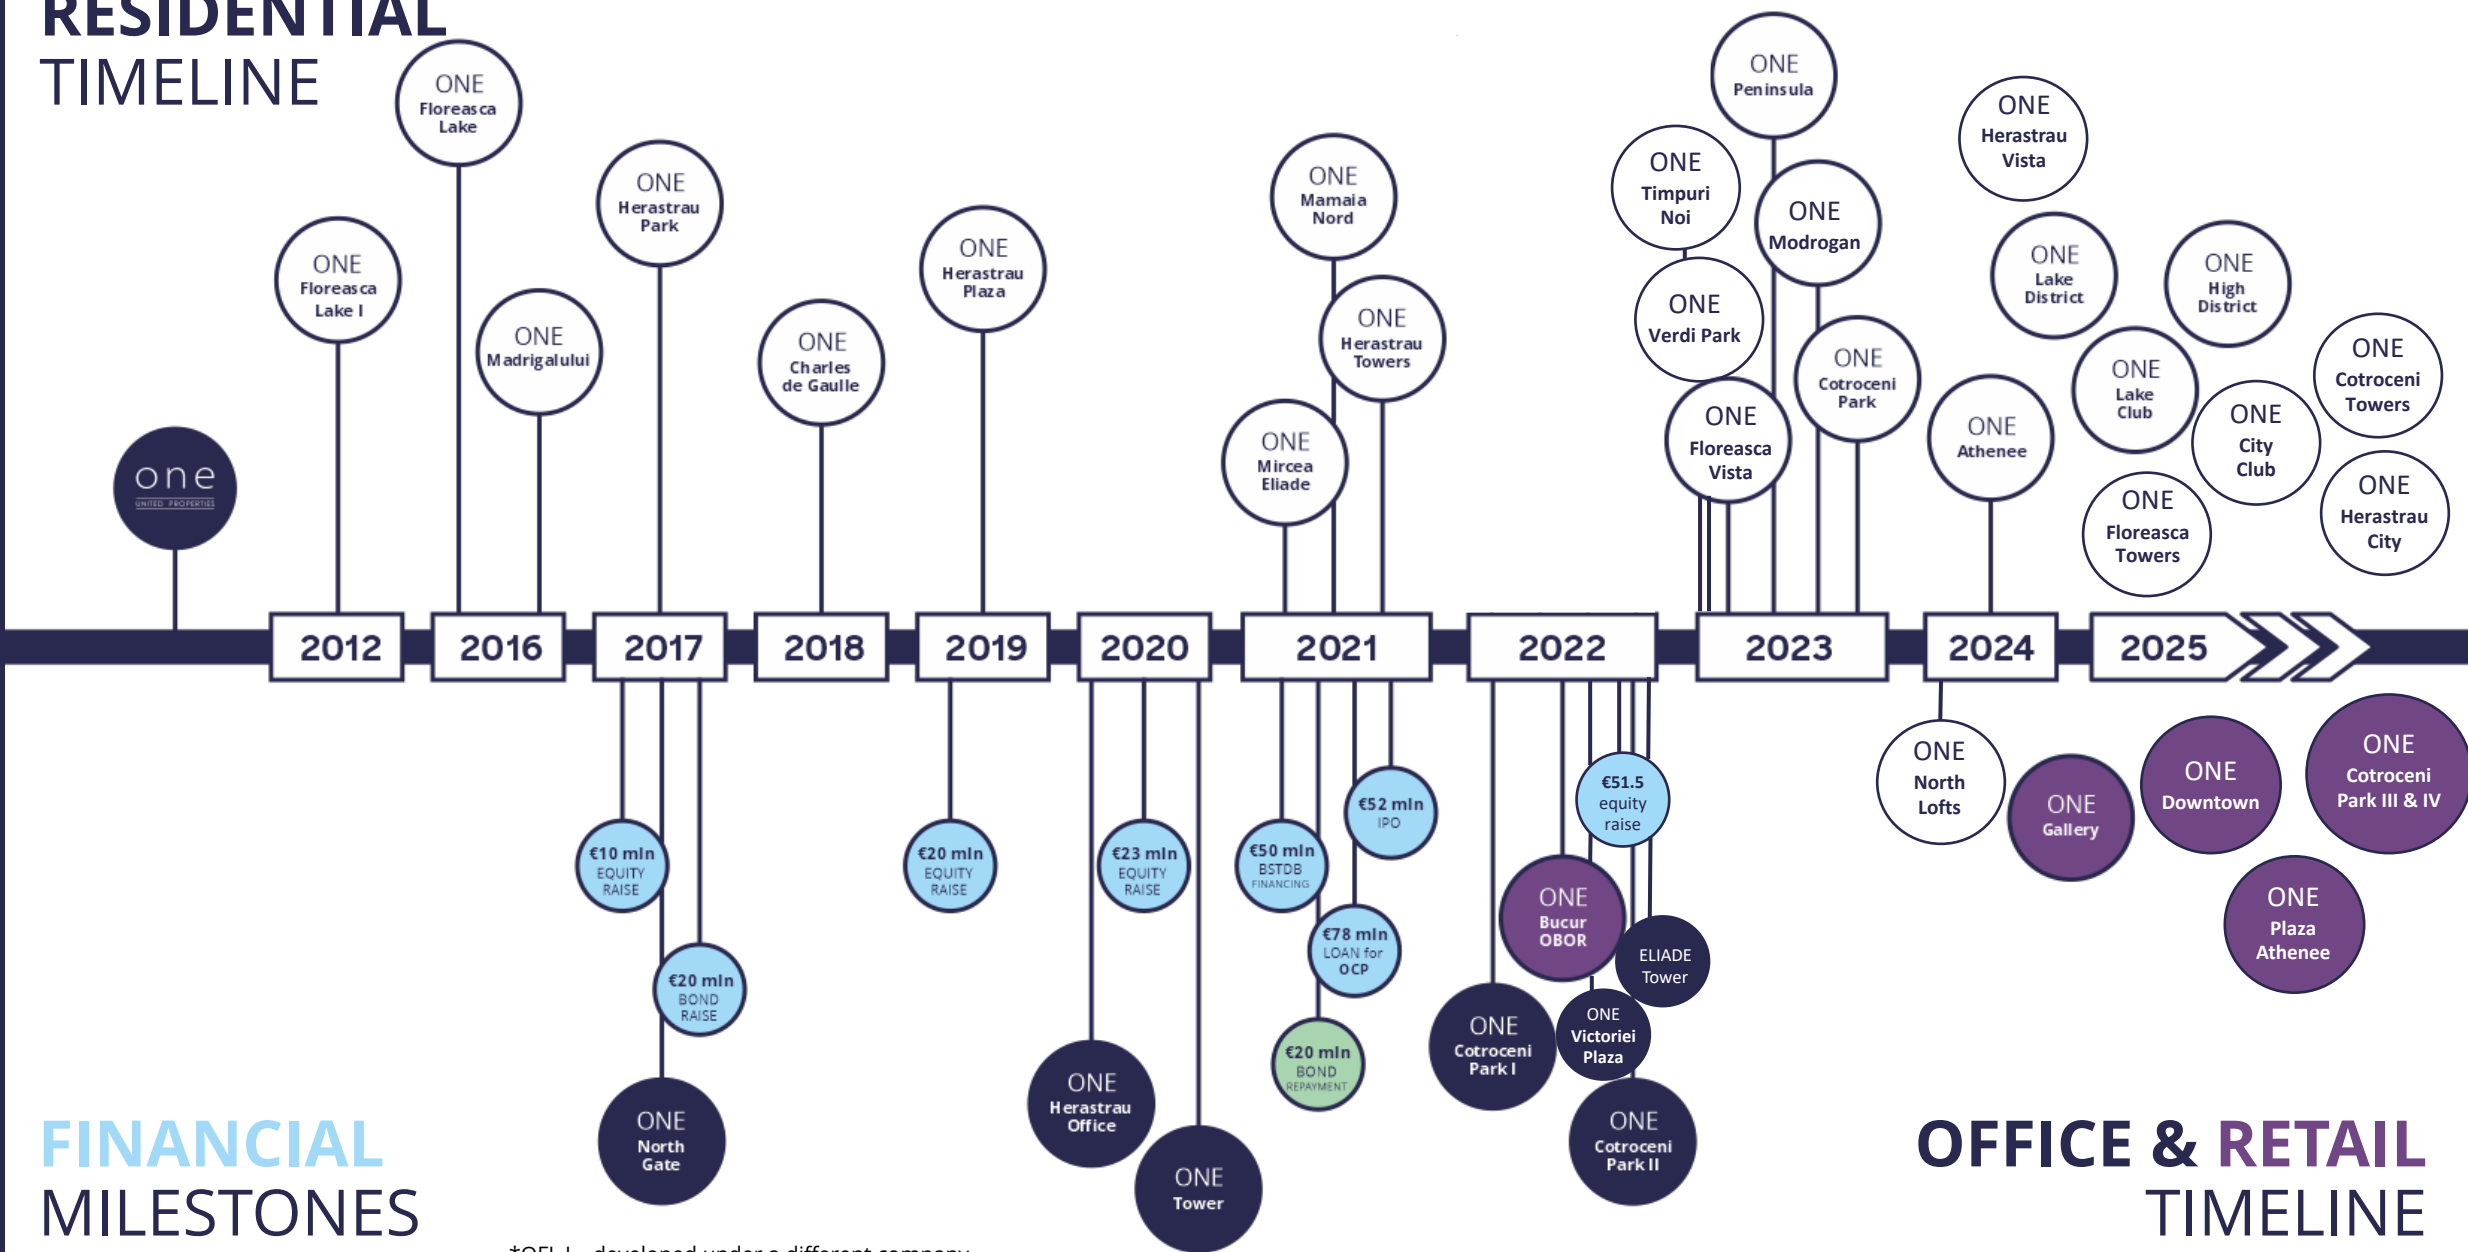 RESIDENTIAL
TIMELINE
one
UNITED PROPERTIES
ONE
Floreasca
Lake I
ONE
Floreasca
Lake
ONE
Madrigalului
ONE
Herastrau
Park
ONE
Charles
de Gaulle
ONE
Herastrau
Plaza
ONE
Mircea
Eliade
ONE
Mamaia
Nord
ONE
Herastrau
Towers
ONE
Timpuri
Noi
ONE
Verdi Park
ONE
Floreasca
Vista
ONE
Peninsula
ONE
Modrogan
ONE
Cotroceni
Park
ONE
Athenee
ONE
Herastrau
Vista
ONE
Lake
District
ONE
Lake
Club
ONE
High
District
ONE
City
Club
ONE
Floreasca
Towers
ONE
Cotroceni
Towers
ONE
Herastrau
City
2012
2016
2017
2018
2019
2020
2021
2022
2023
2024
2025
€10 mln
EQUITY
RAISE
€20 mln
BOND
RAISE
ONE
North
Gate
€20 mln
EQUITY
RAISE
ONE
Herastrau
Office
€23 mln
EQUITY
RAISE
ONE
Tower
€50 mln
BSTDB
FINANCING
€20 mln
BOND
REPAYMENT
€78 mln
LOAN for
OCP
€52 mln
IPO
ONE
Cotroceni
Park I
ONE
Bucur
OBOR
ONE
Victoriei
Plaza
€51.5
equity
raise
ONE
Cotroceni
Park II
ELIADE
Tower
ONE
North
Lofts
ONE
Gallery
ONE
Downtown
ONE
Plaza
Athenee
ONE
Cotroceni
Park III & IV
FINANCIAL
MILESTONES
OFFICE & RETAIL
TIMELINE
developed under a different company